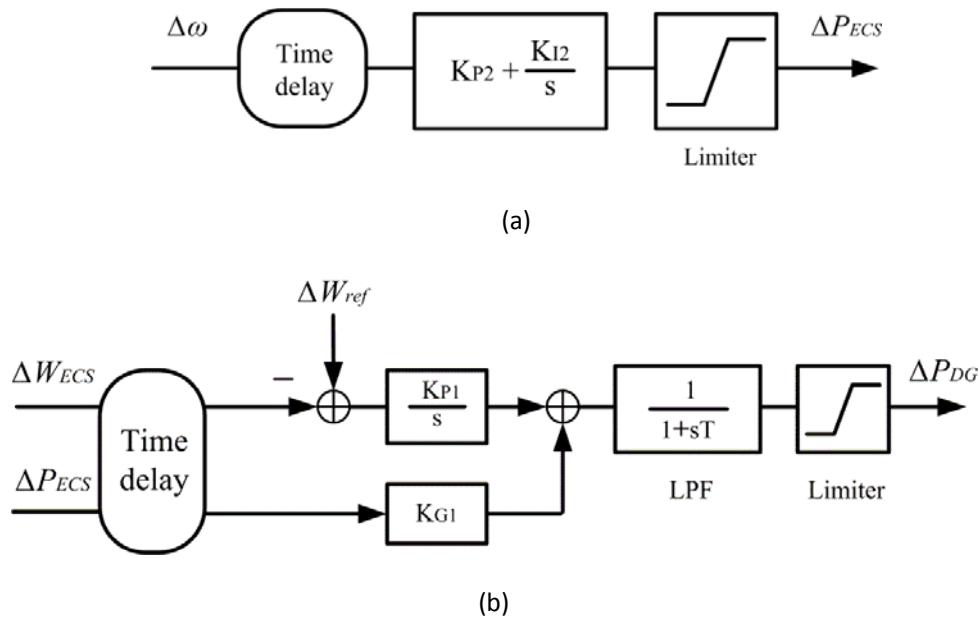 Δω
Time
delay
KP2 + KI2
s
ΔPECS
Limiter
(a)
ΔWref
ΔWECS
ΔPECS
Time
delay
−
KP1
s
KG1
1
1+sT
LPF
Limiter
ΔPDG
(b)